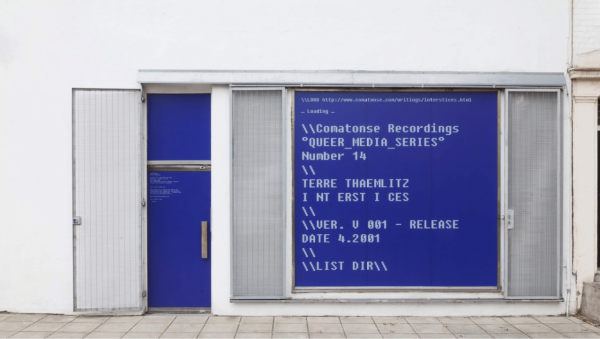 \\LOAD http://www.comatonse.com/writings/interstices.html
… Loading …
\\Comatonse Recordings
°QUEER_MEDIA_SERIES°
Number 14
\\
TERRE THAEMLITZ
I NT ERST I CES
\\
\\VER. V 001 – RELEASE
DATE 4.2001
\\
\\LIST DIR\\